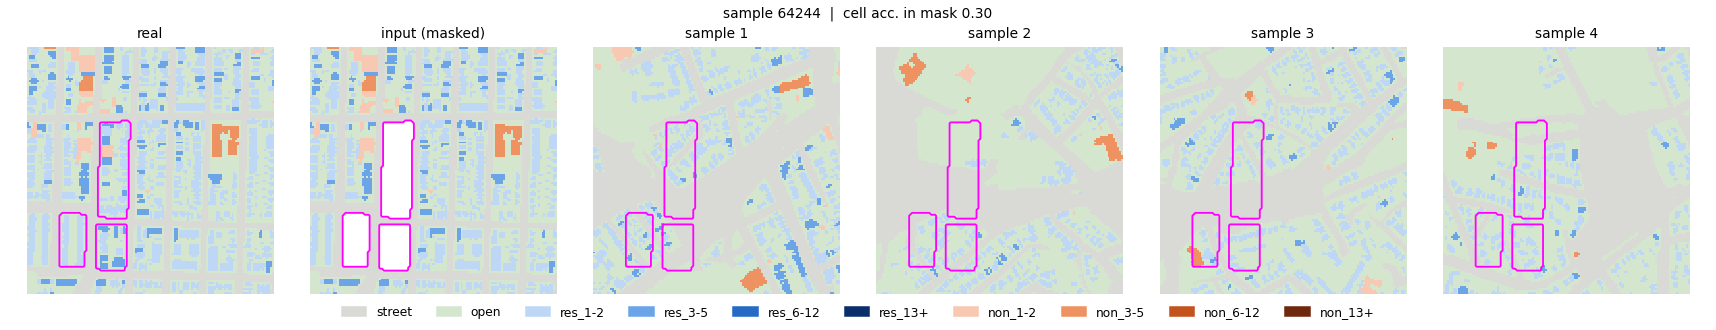 sample 64244 | cell acc. in mask 0.30
real
input (masked)
sample 1
sample 2
sample 3
sample 4
street
open
res_1-2
res_3-5
res_6-12
res_13+
non_1-2
non_3-5
non_6-12
non_13+